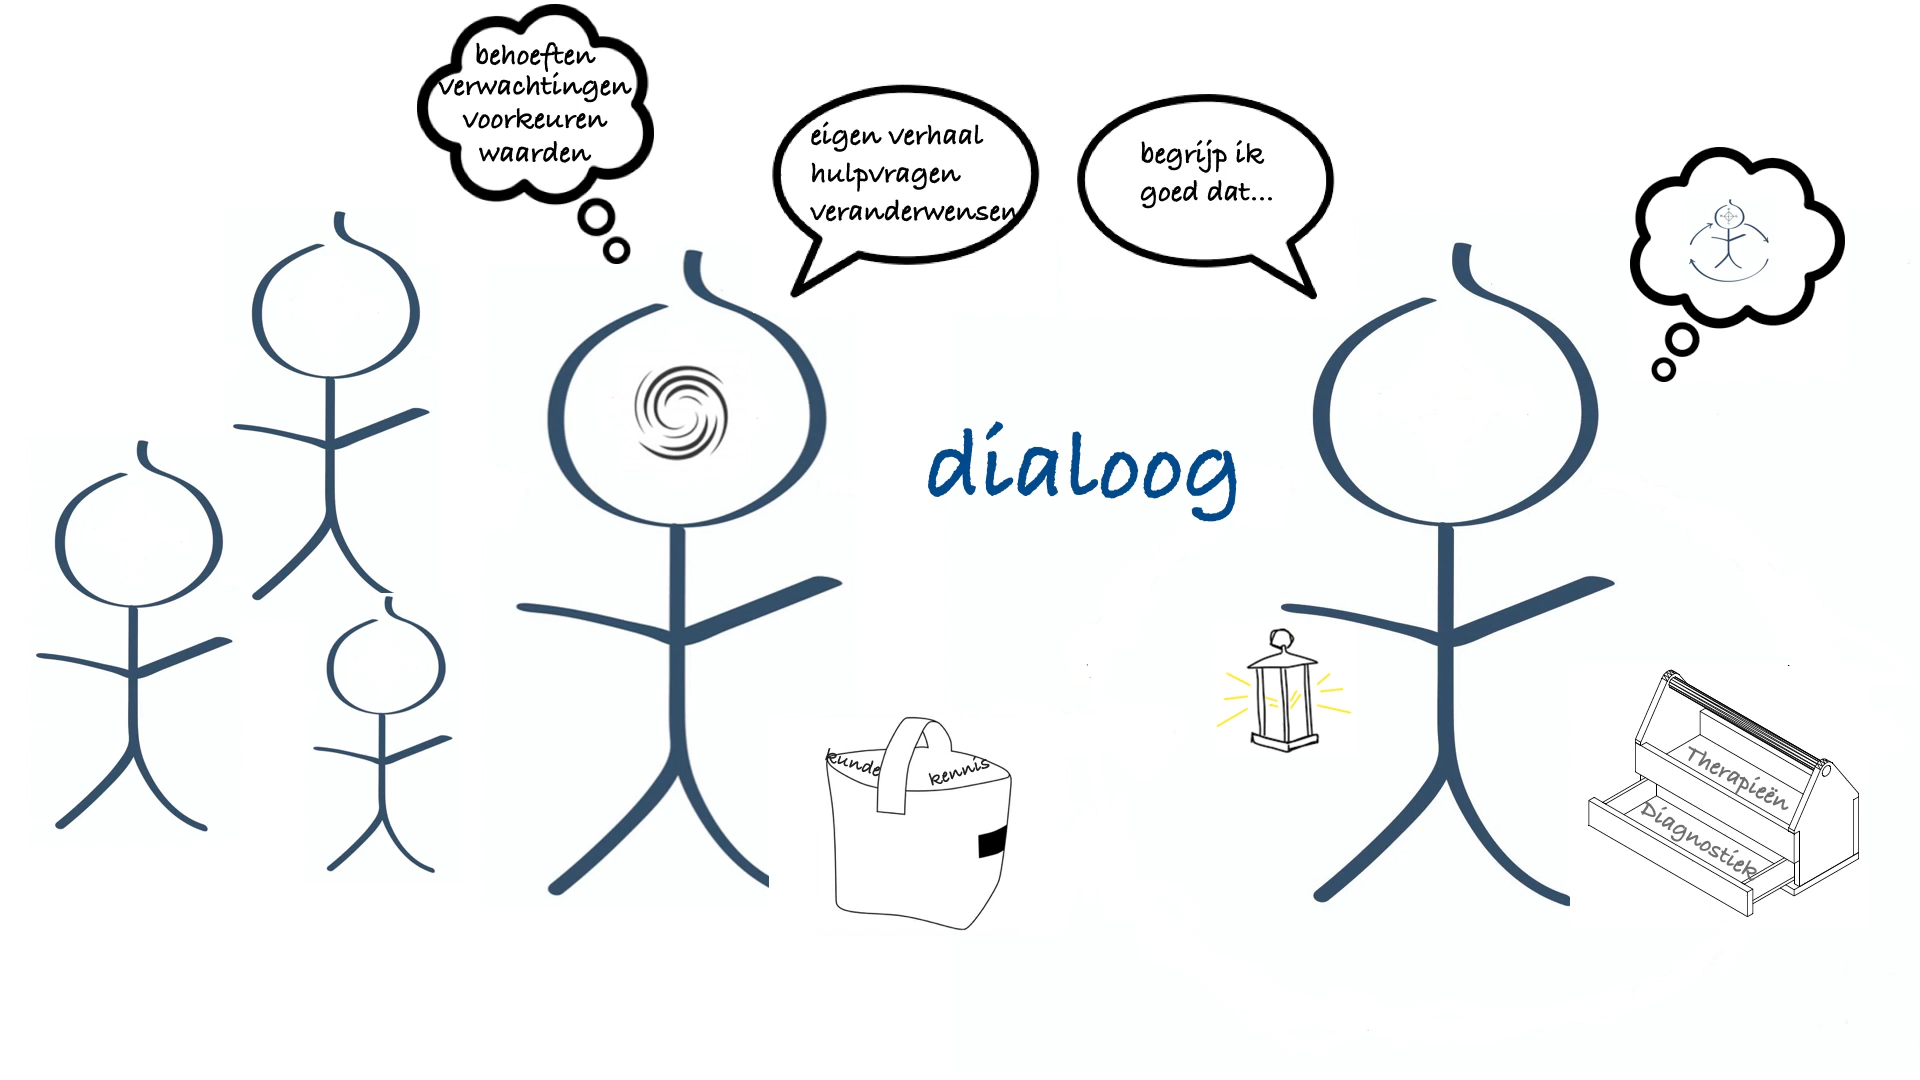 behoeften
verwachtingen
voorkeuren
waarden
eigen verhaal
hulpvragen
veranderwensen
begrijp ik
goed dat...
dialoog
kunde
kennis
Therapieën
Diagnostiek